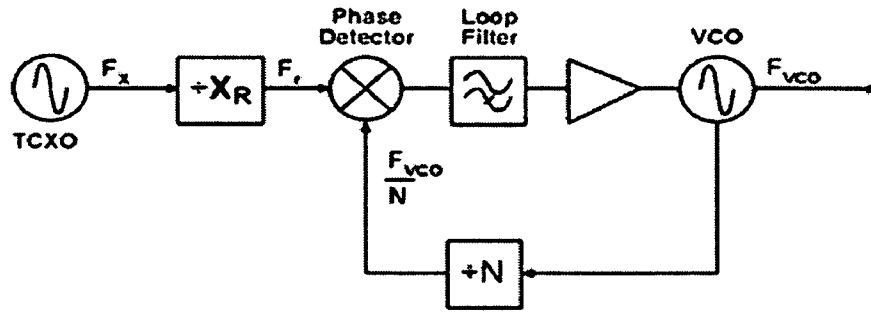 Phase
Detector
Loop
Filter
VCO
F_x
÷X_R
F_r
F_VCO
TCXO
F_VCO
N
÷N